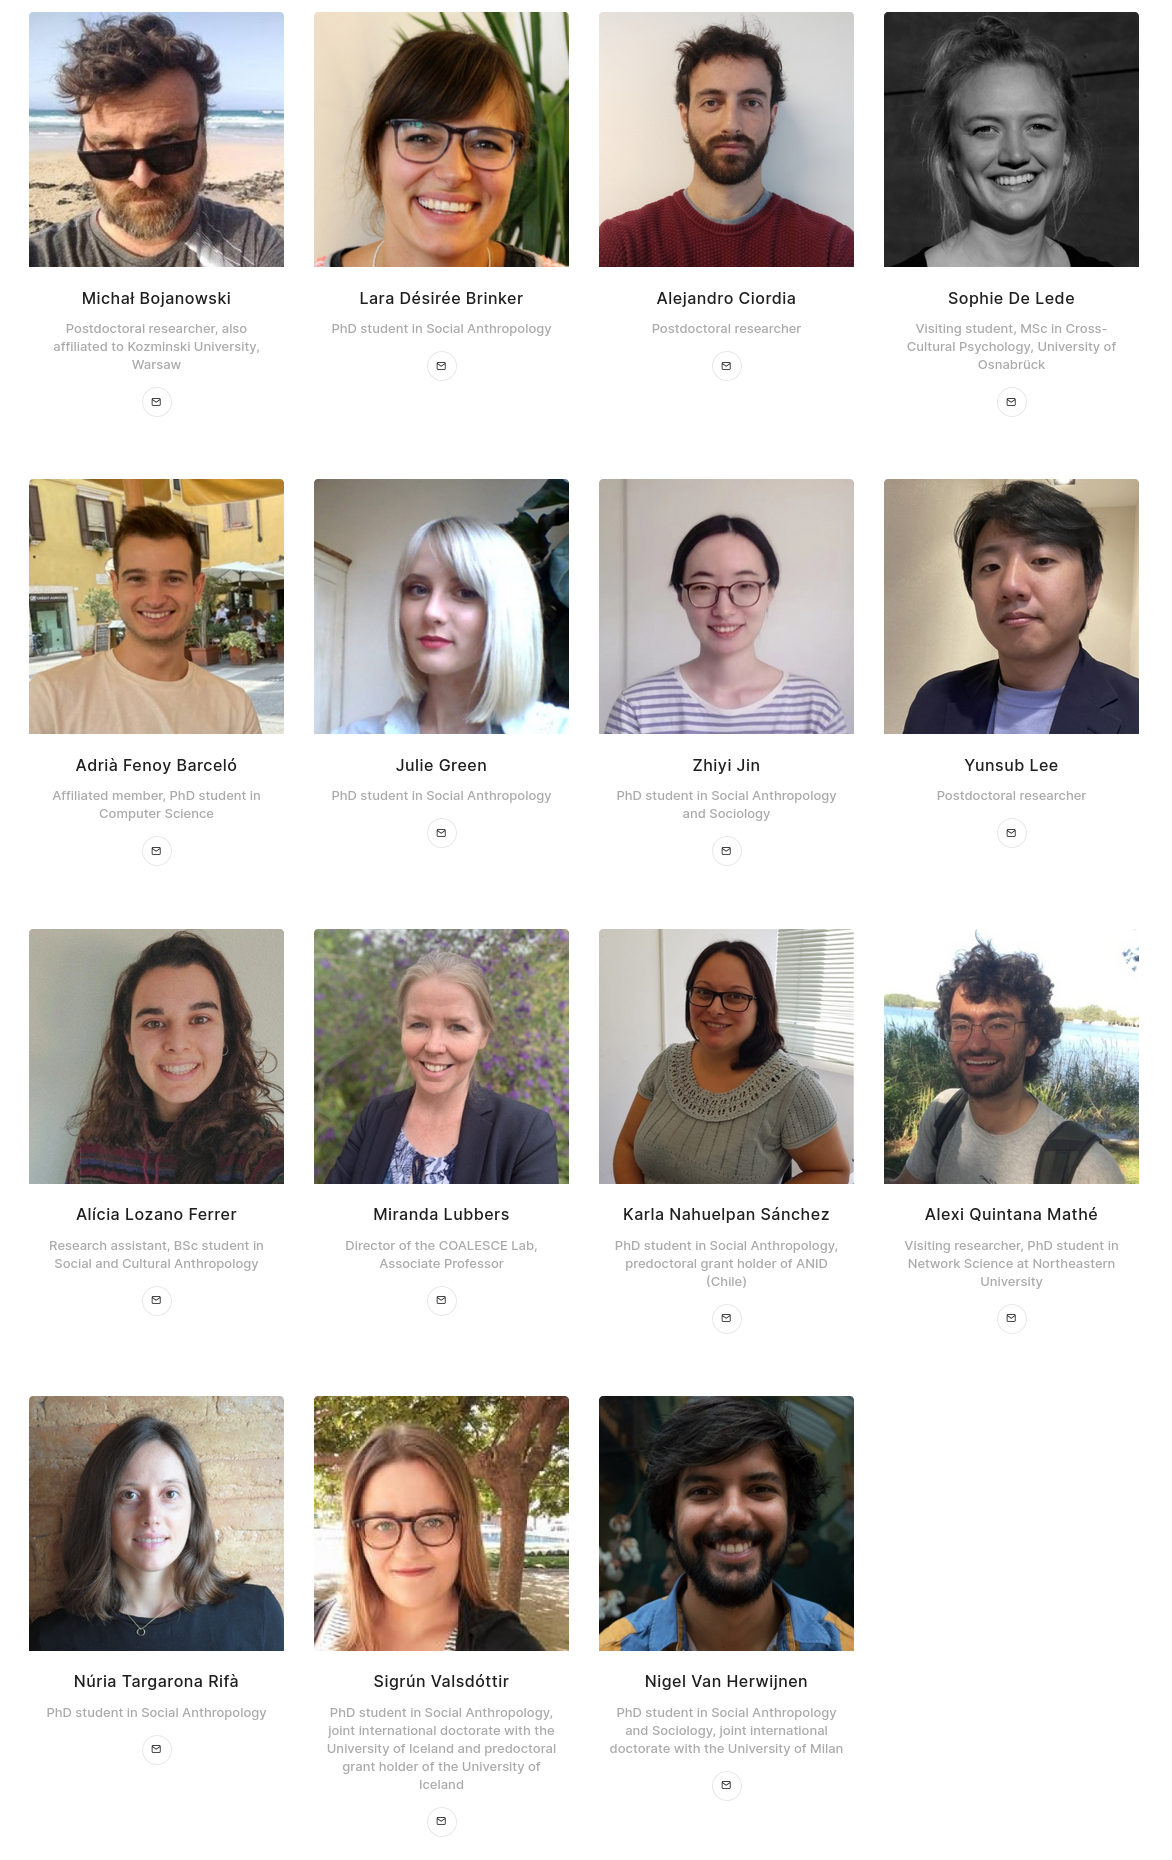 Michał Bojanowski
Postdoctoral researcher, also
affiliated to Kozminski University,
Warsaw
Lara Désirée Brinker
PhD student in Social Anthropology
Alejandro Ciordia
Postdoctoral researcher
Sophie De Lede
Visiting student, MSc in Cross-
Cultural Psychology, University of
Osnabrück
Adrià Fenoy Barceló
Affiliated member, PhD student in
Computer Science
Julie Green
PhD student in Social Anthropology
Zhiyi Jin
PhD student in Social Anthropology
and Sociology
Yunsub Lee
Postdoctoral researcher
Alícia Lozano Ferrer
Research assistant, BSc student in
Social and Cultural Anthropology
Miranda Lubbers
Director of the COALESCE Lab,
Associate Professor
Karla Nahuelpan Sánchez
PhD student in Social Anthropology,
predoctoral grant holder of ANID
(Chile)
Alexi Quintana Mathé
Visiting researcher, PhD student in
Network Science at Northeastern
University
Núria Targarona Rifà
PhD student in Social Anthropology
Sigrún Valsdóttir
PhD student in Social Anthropology,
joint international doctorate with the
University of Iceland and predoctoral
grant holder of the University of
Iceland
Nigel Van Herwijnen
PhD student in Social Anthropology
and Sociology, joint international
doctorate with the University of Milan